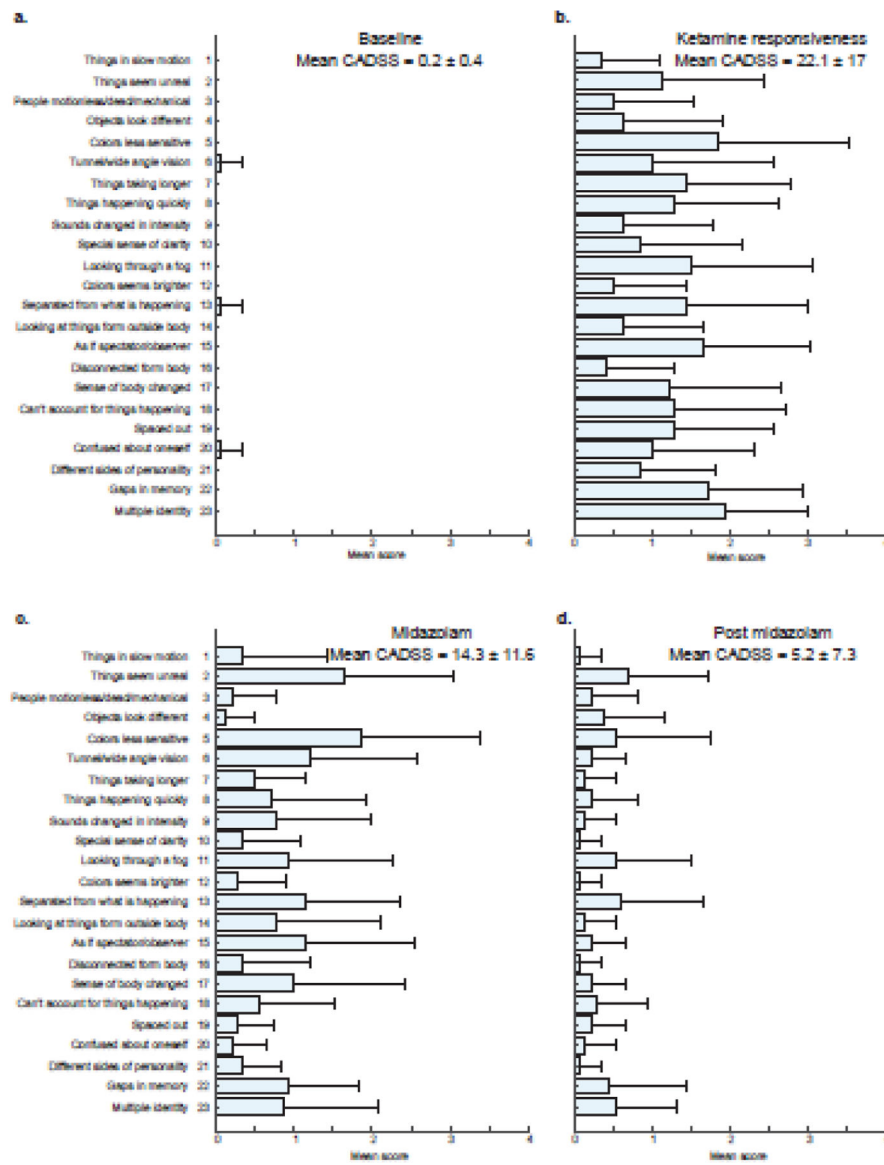 a.
Baseline
Mean CADSS = 0.2 ± 0.4
Things in slow motion 1
Things seem unreal 2
People motionless/dead/mechanical 3
Objects look different 4
Colors less sensitive 5
Tunnel/wide angle vision 6
Things taking longer 7
Things happening quickly 8
Sounds changed in intensity 9
Special sense of clarity 10
Looking through a fog 11
Colors seems brighter 12
Separated from what is happening 13
Looking at things form outside body 14
As if spectator/observer 15
Disconnected form body 16
Sense of body changed 17
Can't account for things happening 18
Spaced out 19
Confused about oneself 20
Different sides of personality 21
Gaps in memory 22
Multiple identity 23
0 1 2 3 4
Mean score
b.
Ketamine responsiveness
Mean CADSS = 22.1 ± 17
0 1 2 3 4
Mean score
c.
Midazolam
Mean CADSS = 14.3 ± 11.6
Things in slow motion 1
Things seem unreal 2
People motionless/dead/mechanical 3
Objects look different 4
Colors less sensitive 5
Tunnel/wide angle vision 6
Things taking longer 7
Things happening quickly 8
Sounds changed in intensity 9
Special sense of clarity 10
Looking through a fog 11
Colors seems brighter 12
Separated from what is happening 13
Looking at things form outside body 14
As if spectator/observer 15
Disconnected form body 16
Sense of body changed 17
Can't account for things happening 18
Spaced out 19
Confused about oneself 20
Different sides of personality 21
Gaps in memory 22
Multiple identity 23
0 1 2 3 4
Mean score
d.
Post midazolam
Mean CADSS = 5.2 ± 7.3
0 1 2 3 4
Mean score